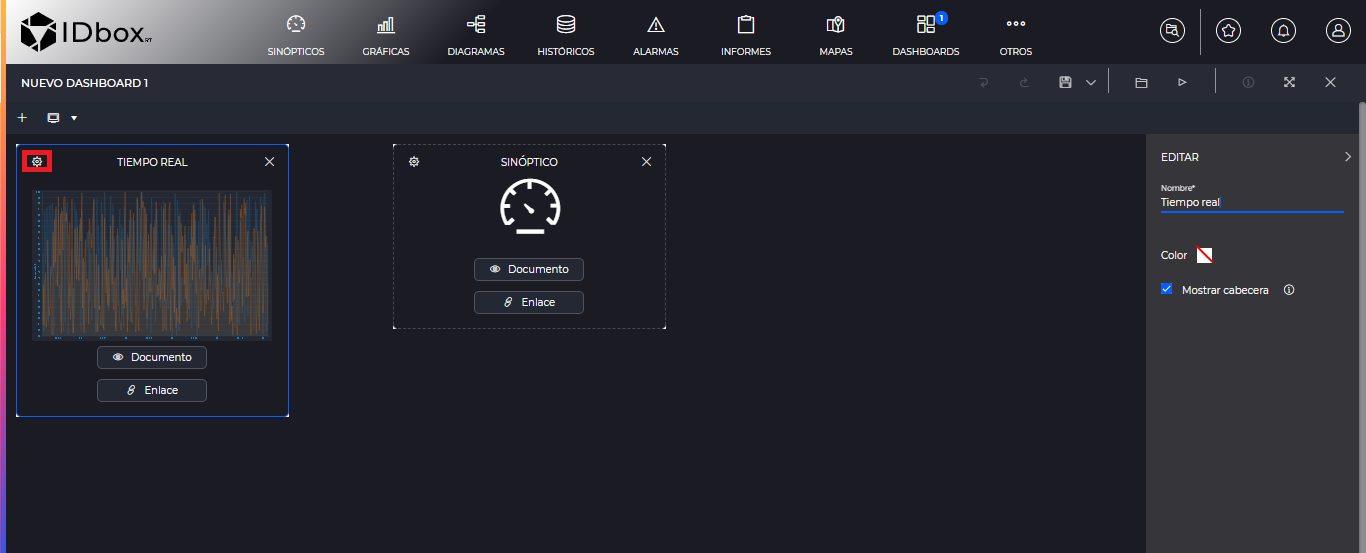 IDbox RT
SINÓPTICOS
GRÁFICAS
DIAGRAMAS
HISTÓRICOS
ALARMAS
INFORMES
MAPAS
1
DASHBOARDS
OTROS
NUEVO DASHBOARD 1
TIEMPO REAL
Documento
Enlace
SINÓPTICO
Documento
Enlace
EDITAR
Nombre*
Tiempo real
Color
Mostrar cabecera